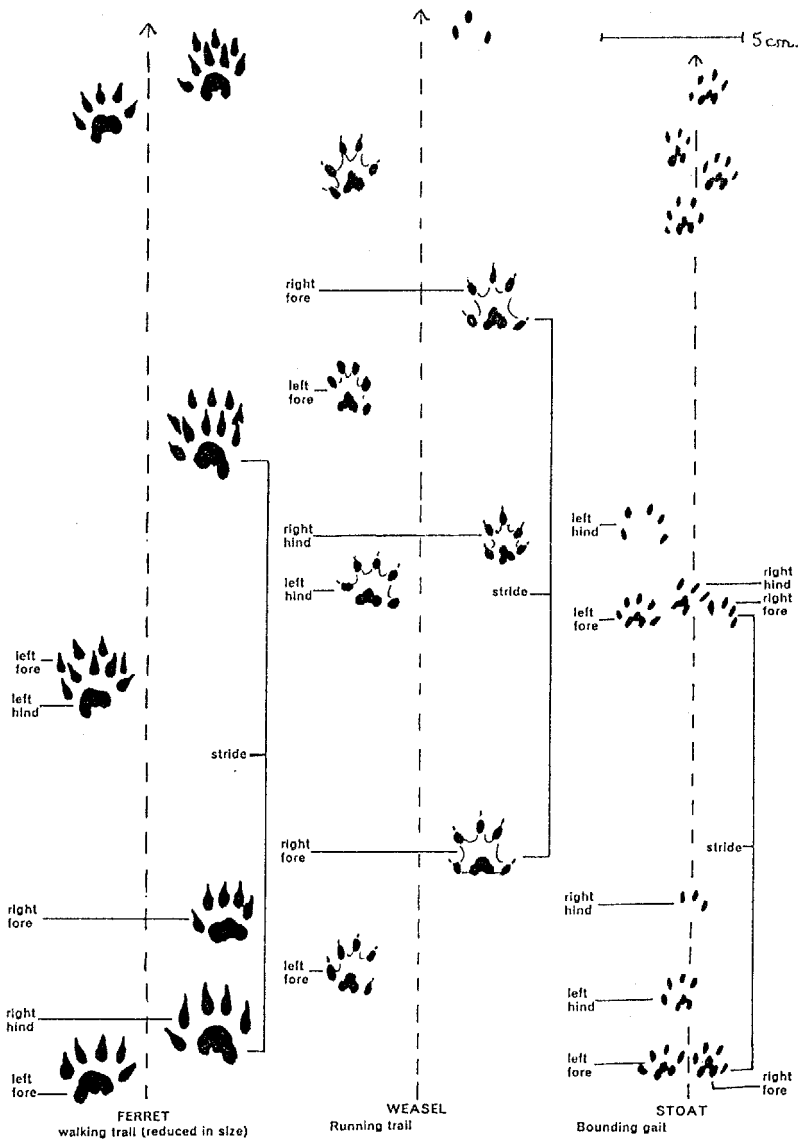 5 cm.
right
fore
left
fore
right
hind
left
hind
stride
left
hind
right
hind
right
fore
left
fore
left
fore
left
hind
stride
right
fore
stride
right
hind
right
fore
left
fore
left
hind
right
hind
left
fore
left
fore
right
fore
FERRET
walking trail (reduced in size)
WEASEL
Running trail
STOAT
Bounding gait